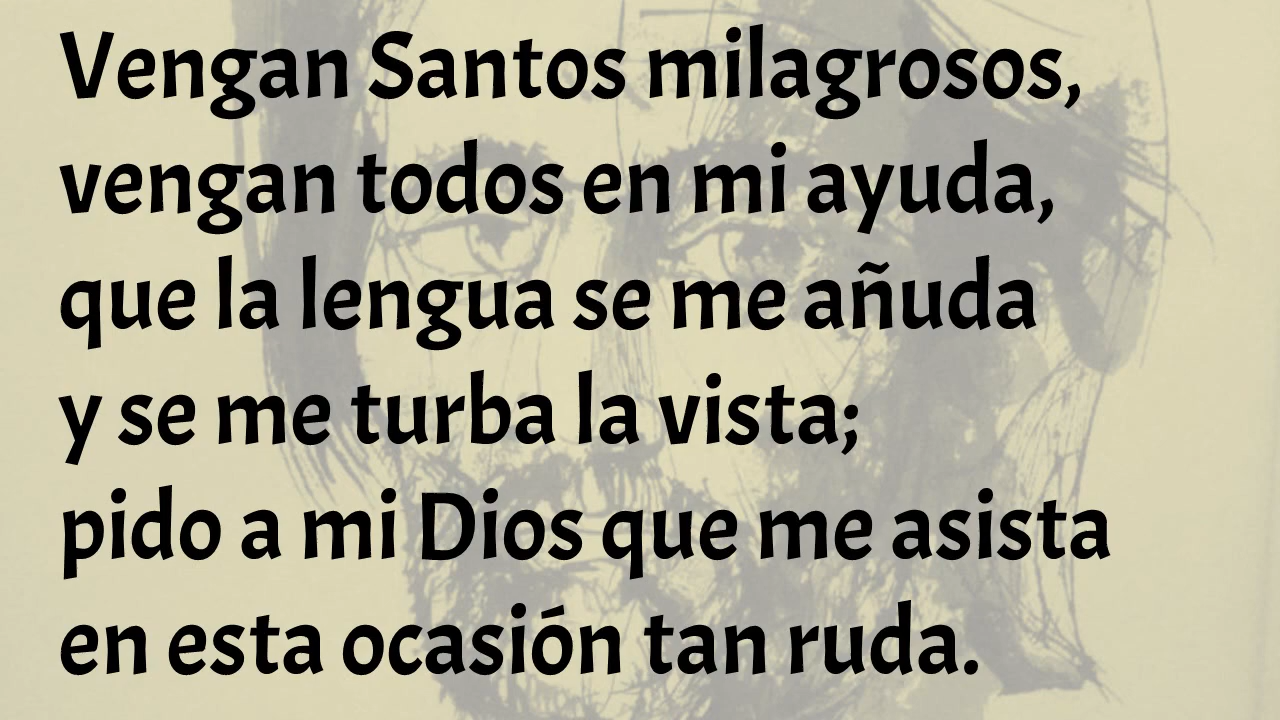 Vengan Santos milagrosos,
vengan todos en mi ayuda,
que la lengua se me añuda
y se me turba la vista;
pido a mi Dios que me asista
en esta ocasión tan ruda.